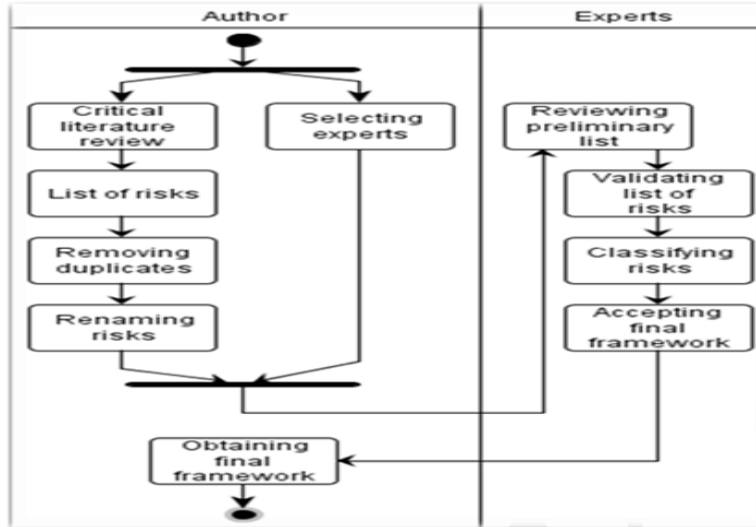 Author
Experts
Critical
literature
review
Selecting
experts
Reviewing
preliminary
list
List of risks
Validating
list of
risks
Removing
duplicates
Classifying
risks
Renaming
risks
Accepting
final
framework
Obtaining
final
framework